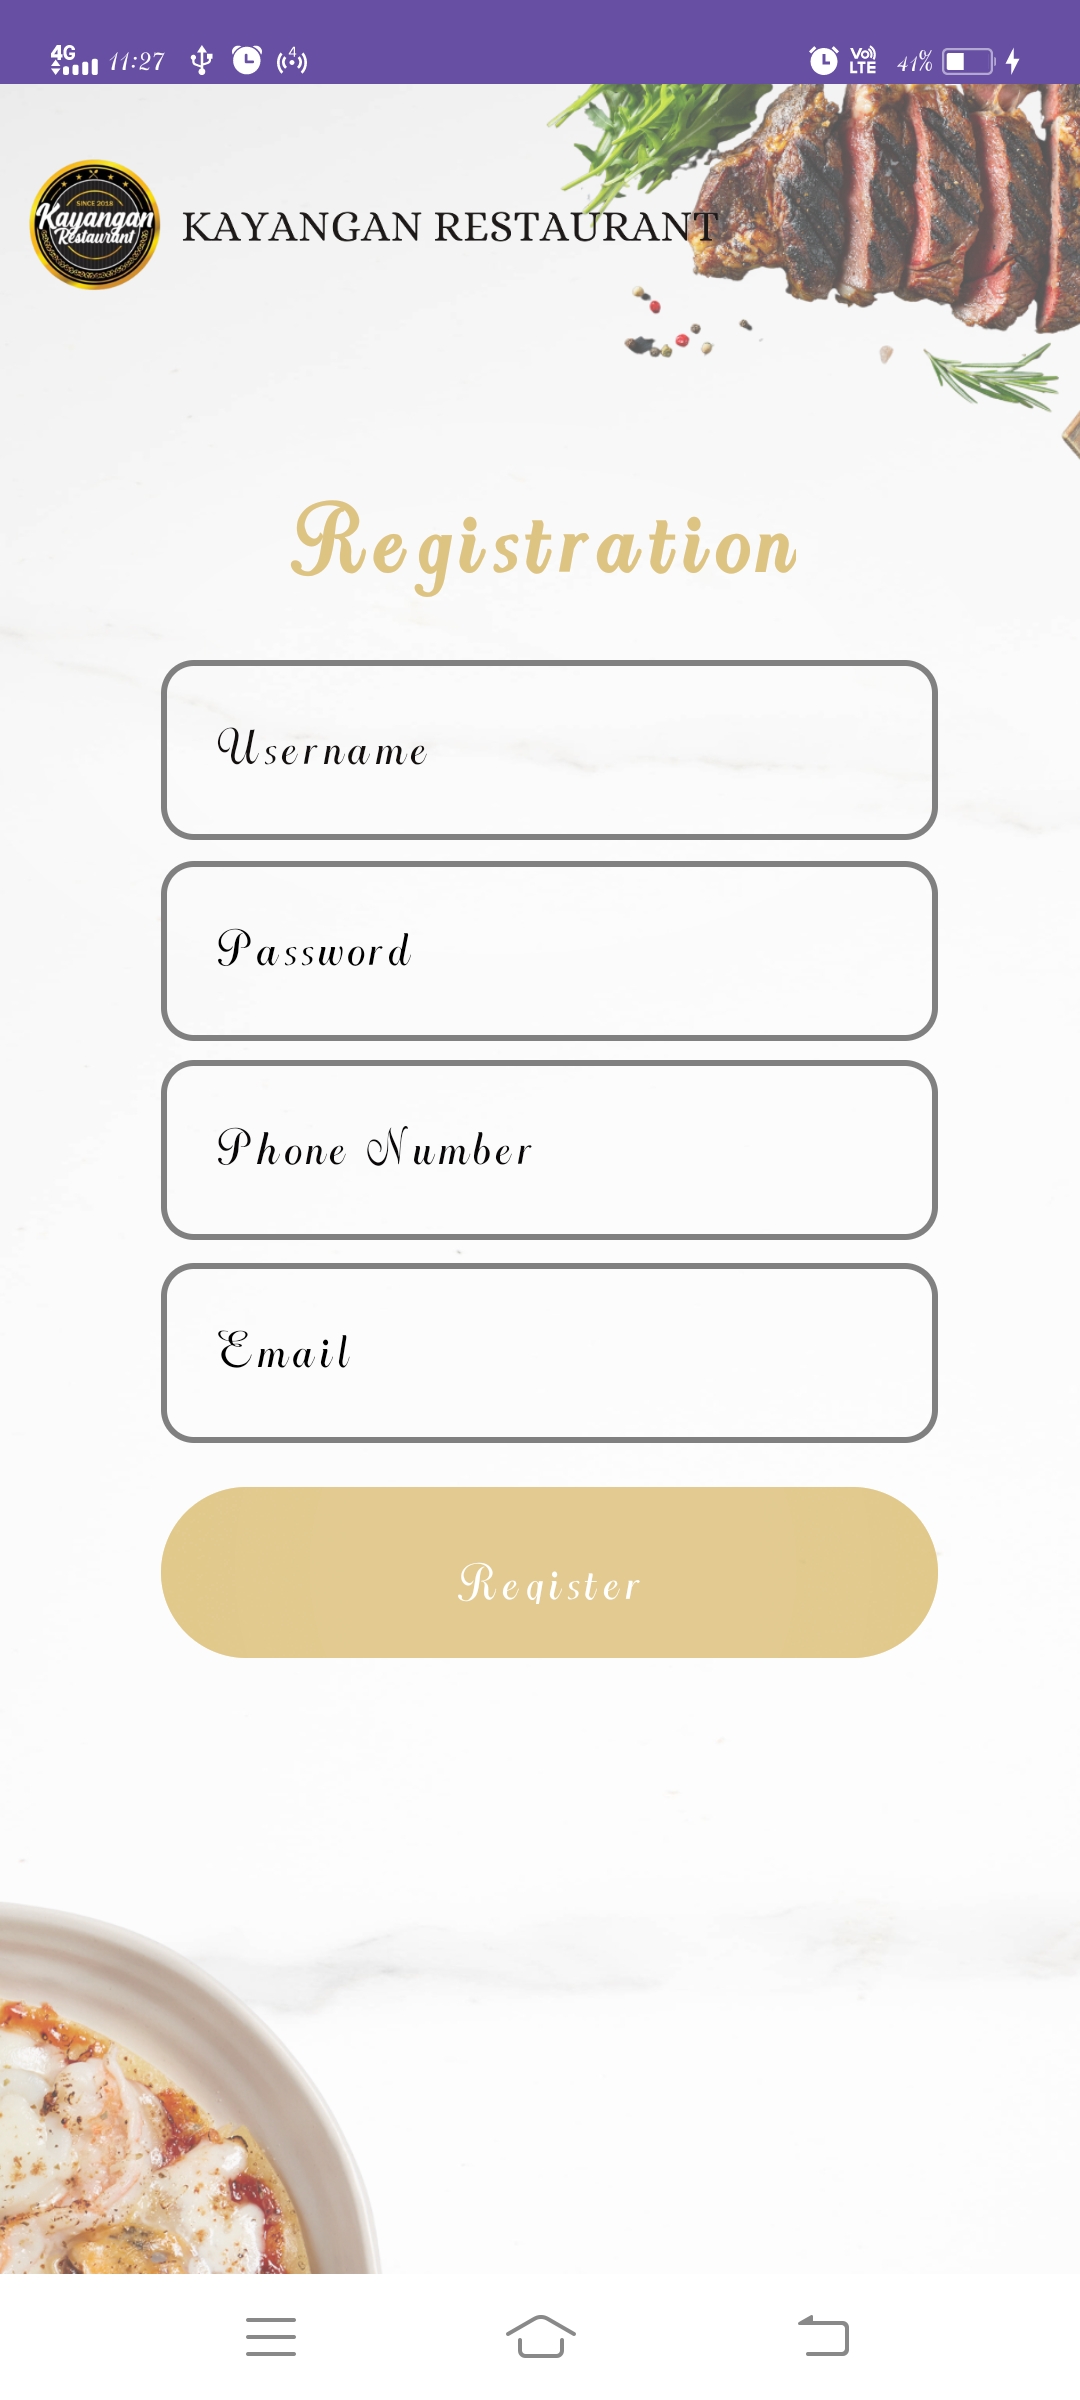 4G 11:27 4 Vo)) LTE 41%
SINCE 2018
Kayangan
Restaurant
KAYANGAN RESTAURANT
Registration
Username
Password
Phone Number
Email
Register